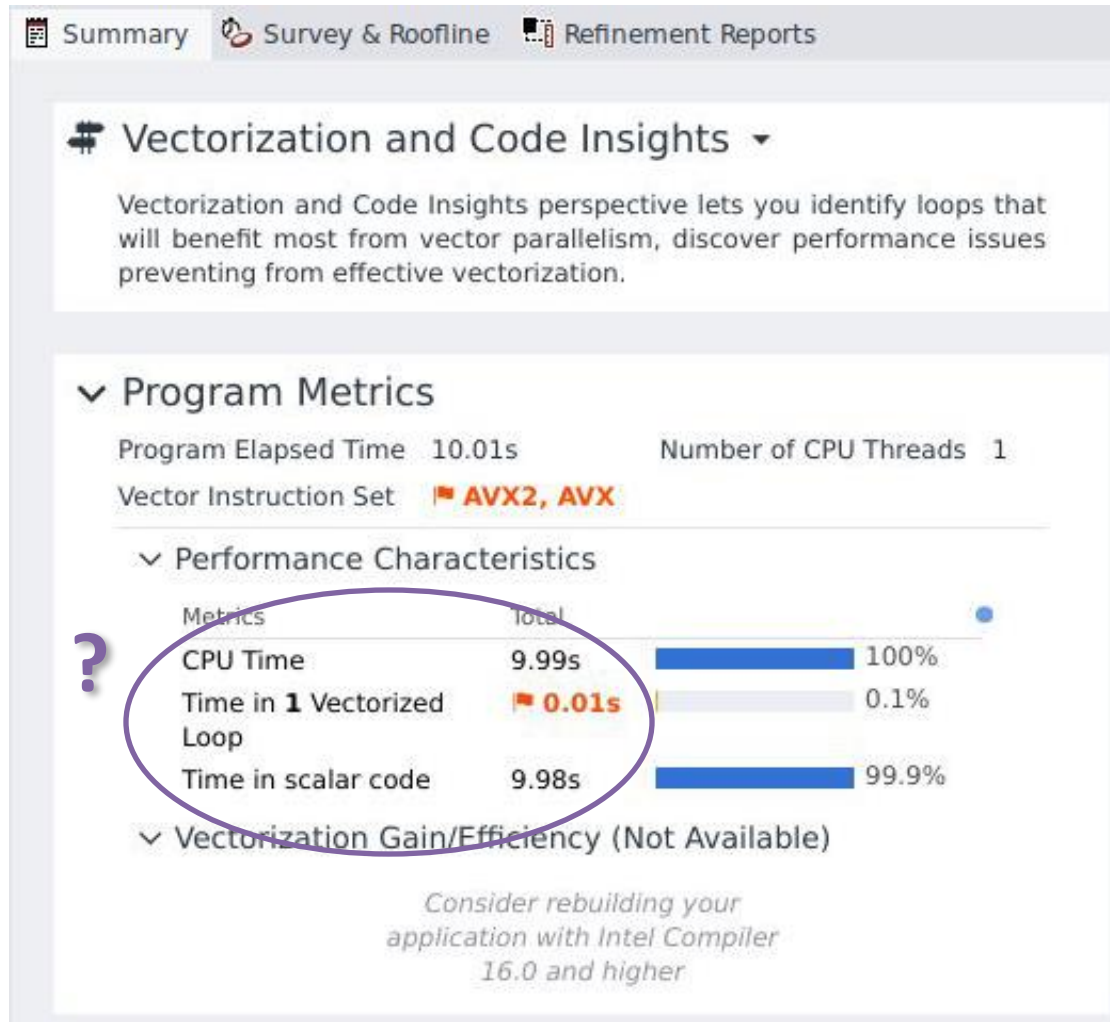 Summary Survey & Roofline Refinement Reports
Vectorization and Code Insights
Vectorization and Code Insights perspective lets you identify loops that
will benefit most from vector parallelism, discover performance issues
preventing from effective vectorization.
Program Metrics
Program Elapsed Time 10.01s Number of CPU Threads 1
Vector Instruction Set AVX2, AVX
Performance Characteristics
Metrics Total
?
CPU Time 9.99s 100%
Time in 1 Vectorized 0.01s 0.1%
Loop
Time in scalar code 9.98s 99.9%
Vectorization Gain/Efficiency (Not Available)
Consider rebuilding your
application with Intel Compiler
16.0 and higher